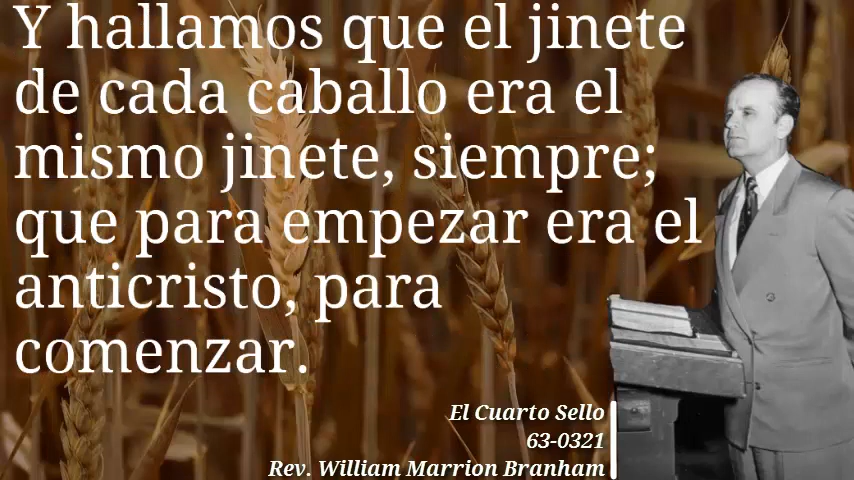 Y hallamos que el jinete
de cada caballo era el
mismo jinete, siempre;
que para empezar era el
anticristo, para
comenzar.
El Cuarto Sello
63-0321
Rev. William Marrion Branham